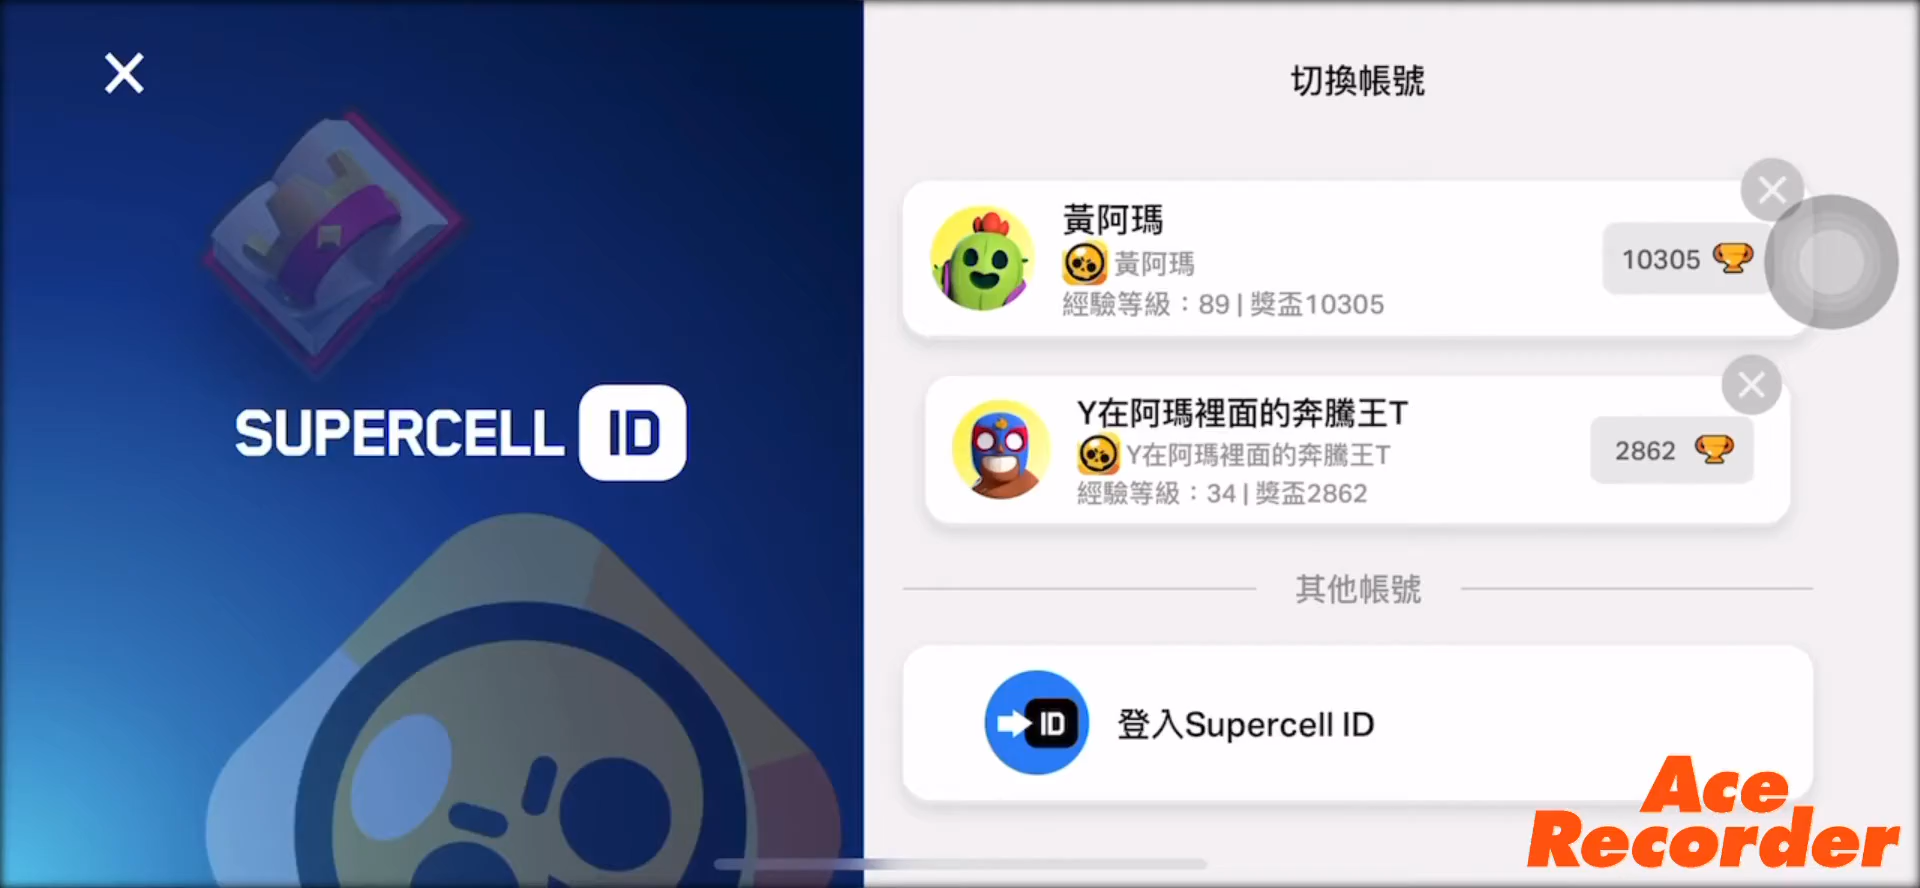 SUPERCELL ID
切換帳號
黃阿瑪
黃阿瑪
經驗等級：89 | 獎盃10305
10305
Y在阿瑪裡面的奔騰王T
Y在阿瑪裡面的奔騰王T
經驗等級：34 | 獎盃2862
2862
其他帳號
ID
登入Supercell ID
Ace
Recorder